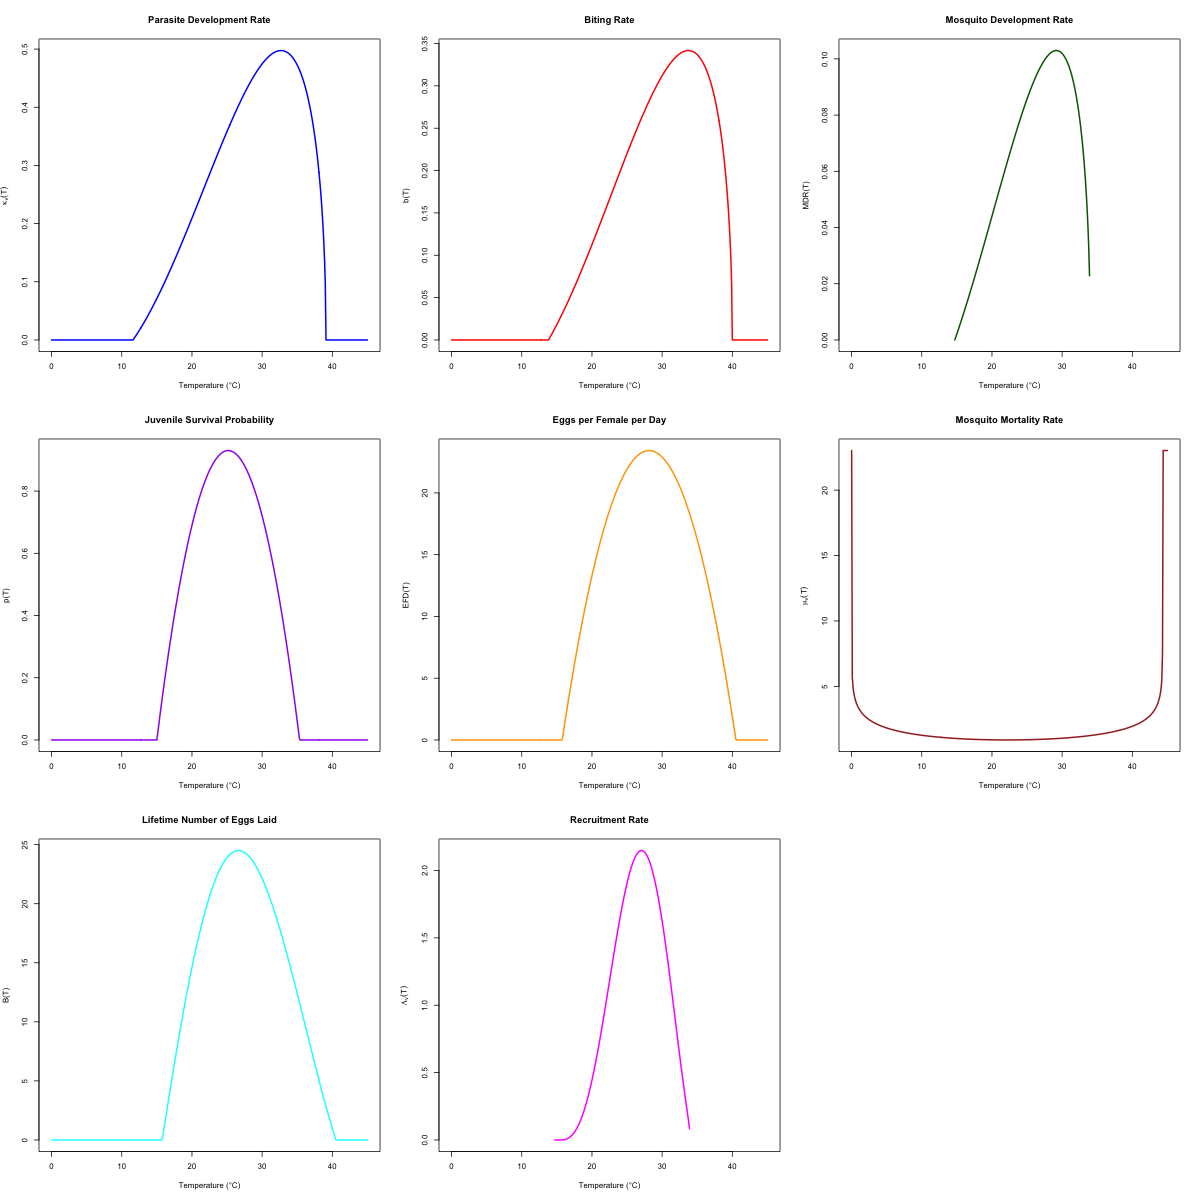 Parasite Development Rate
κᵥ(T)
0.0 0.1 0.2 0.3 0.4 0.5
0 10 20 30 40
Temperature (°C)
Biting Rate
b(T)
0.00 0.05 0.10 0.15 0.20 0.25 0.30 0.35
0 10 20 30 40
Temperature (°C)
Mosquito Development Rate
MDR(T)
0.00 0.02 0.04 0.06 0.08 0.10
0 10 20 30 40
Temperature (°C)
Juvenile Survival Probability
p(T)
0.0 0.2 0.4 0.6 0.8
0 10 20 30 40
Temperature (°C)
Eggs per Female per Day
EFD(T)
0 5 10 15 20
0 10 20 30 40
Temperature (°C)
Mosquito Mortality Rate
μᵥ(T)
5 10 15 20
0 10 20 30 40
Temperature (°C)
Lifetime Number of Eggs Laid
B(T)
0 5 10 15 20 25
0 10 20 30 40
Temperature (°C)
Recruitment Rate
Λᵥ(T)
0.0 0.5 1.0 1.5 2.0
0 10 20 30 40
Temperature (°C)